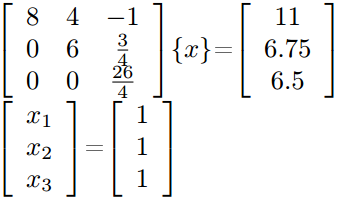 [ 8 4 −1 ; 0 6 3/4 ; 0 0 26/4 ] {x} = [ 11 ; 6.75 ; 6.5 ]
[ x₁ ; x₂ ; x₃ ] = [ 1 ; 1 ; 1 ]